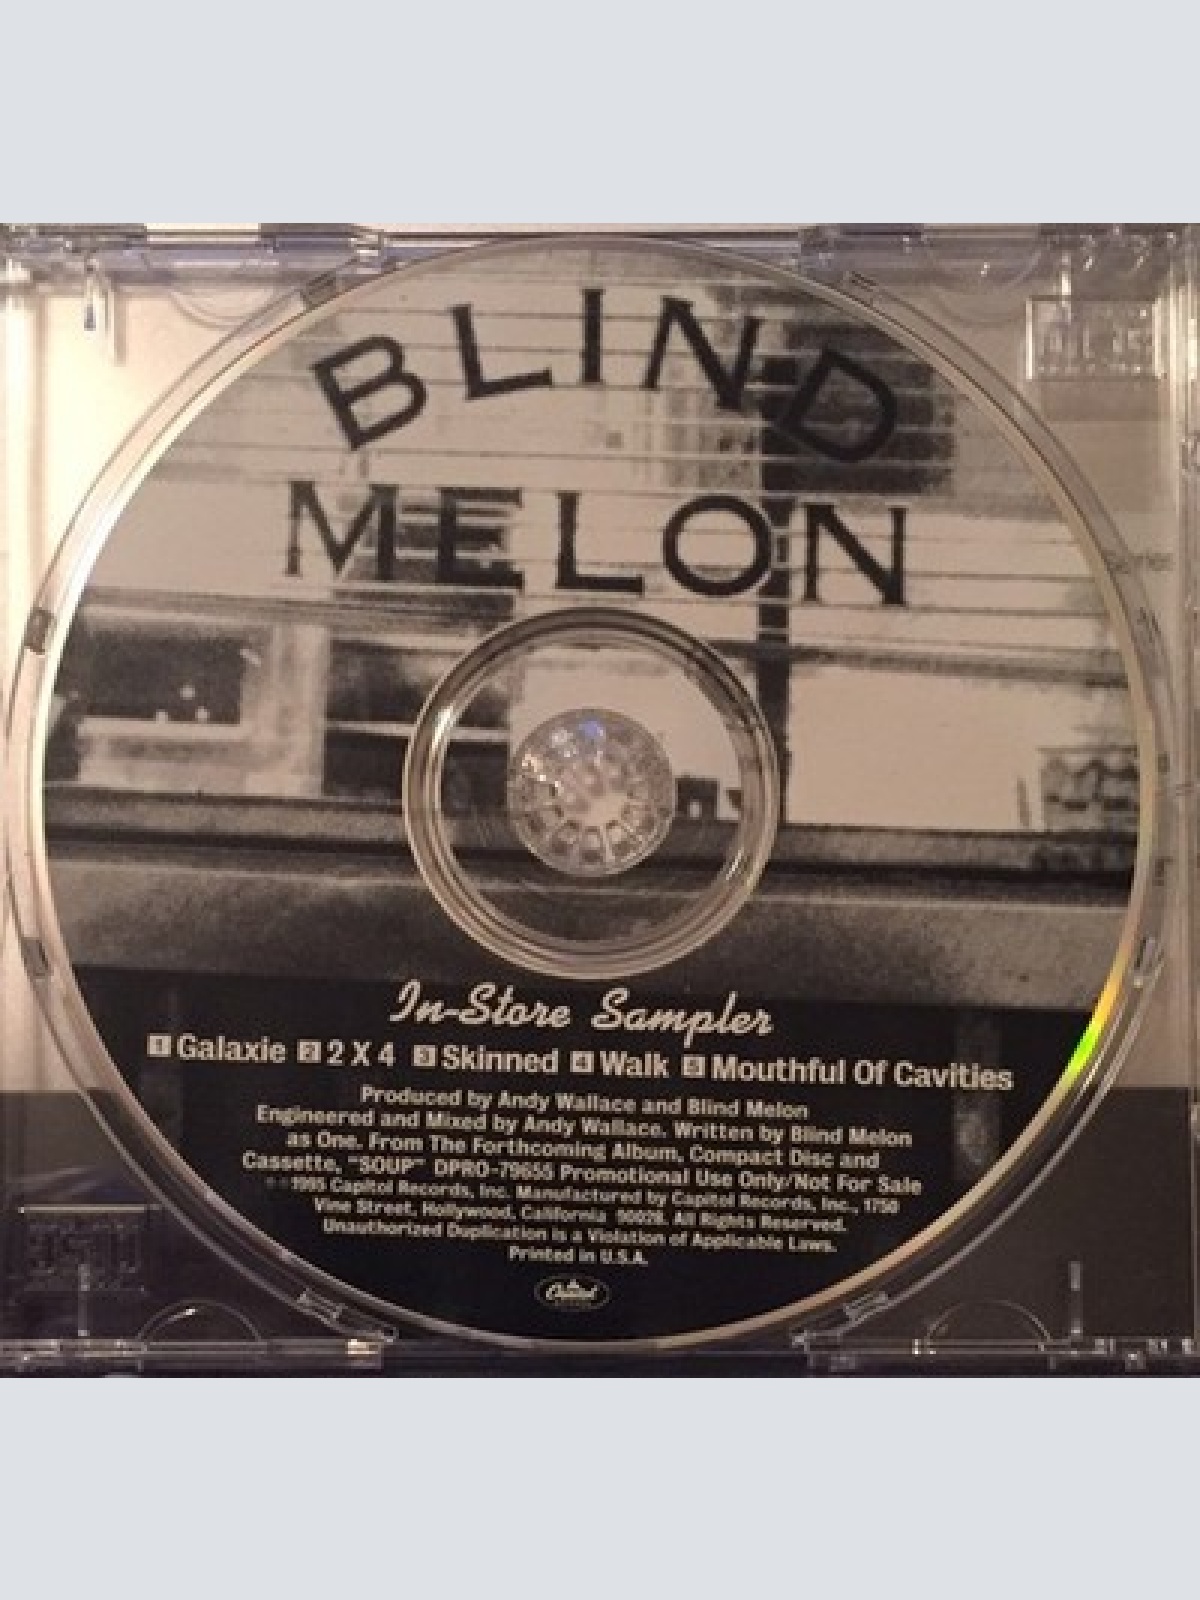 BLIND
MELON
In-Store Sampler
1 Galaxie 2 2 X 4 3 Skinned 4 Walk 5 Mouthful Of Cavities
Produced by Andy Wallace and Blind Melon
Engineered and Mixed by Andy Wallace. Written by Blind Melon
as One. From The Forthcoming Album, Compact Disc and
Cassette, "SOUP" DPRO-79655 Promotional Use Only/Not For Sale
1995 Capitol Records, Inc. Manufactured by Capitol Records, Inc., 1750
Vine Street, Hollywood, California 90028. All Rights Reserved.
Unauthorized Duplication is a Violation of Applicable Laws.
Printed in U.S.A.
Capitol